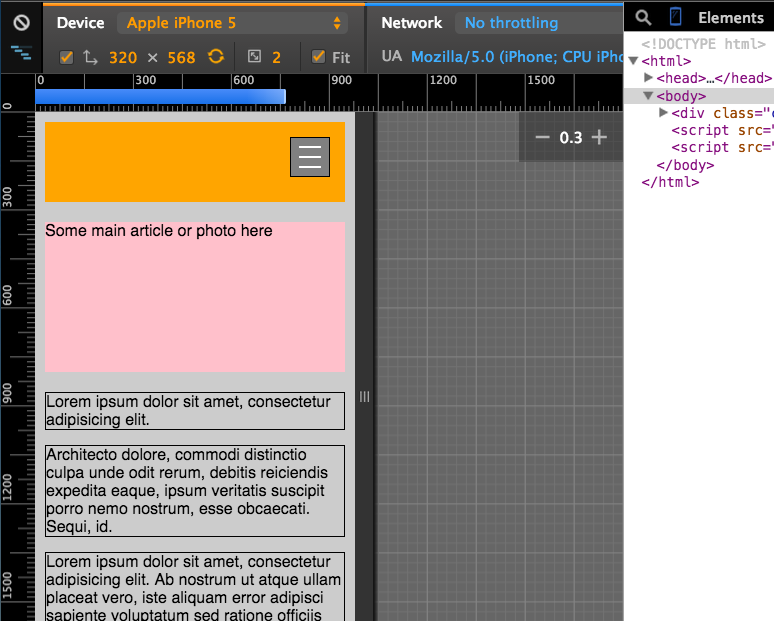 Device Apple iPhone 5 Network No throttling Elements
320 × 568 2 Fit UA Mozilla/5.0 (iPhone; CPU iPho
<!DOCTYPE html>
<html>
<head>…</head>
<body>
<div class="c
<script src="
<script src="
</body>
</html>
0 300 600 900 1200 1500
0
300
600
900
1200
1500
0.3
Some main article or photo here
Lorem ipsum dolor sit amet, consectetur
adipisicing elit.
Architecto dolore, commodi distinctio
culpa unde odit rerum, debitis reiciendis
expedita eaque, ipsum veritatis suscipit
porro nemo nostrum, esse obcaecati.
Sequi, id.
Lorem ipsum dolor sit amet, consectetur
adipisicing elit. Ab nostrum ut atque ullam
placeat vero, iste aliquam error adipisci
sapiente voluptatum sed ratione officiis